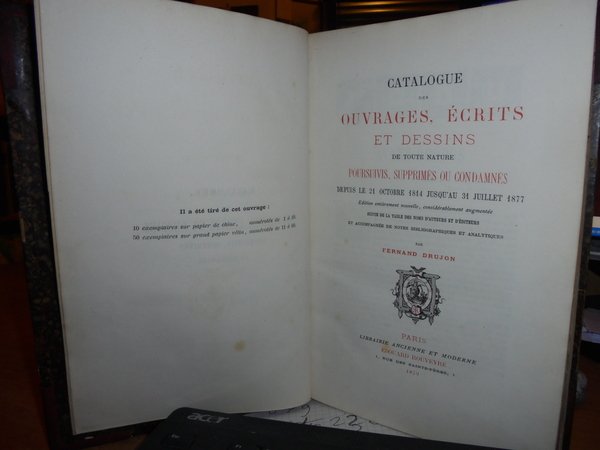 Il a été tiré de cet ouvrage :
10 exemplaires sur papier de chine, numérotés de 1 à 10.
50 exemplaires sur grand papier vélin, numérotés de 11 à 60.
CATALOGUE
DES
OUVRAGES, ÉCRITS
ET DESSINS
DE TOUTE NATURE
POURSUIVIS, SUPPRIMÉS OU CONDAMNÉS
DEPUIS LE 21 OCTOBRE 1814 JUSQU'AU 31 JUILLET 1877
Édition entièrement nouvelle, considérablement augmentée
SUIVIE DE LA TABLE DES NOMS D'AUTEURS ET D'ÉDITEURS
ET ACCOMPAGNÉE DE NOTES BIBLIOGRAPHIQUES ET ANALYTIQUES
PAR
FERNAND DRUJON
PARIS
LIBRAIRIE ANCIENNE ET MODERNE
ÉDOUARD ROUVEYRE
1, RUE DES SAINTS-PÈRES, 1
1879
acer